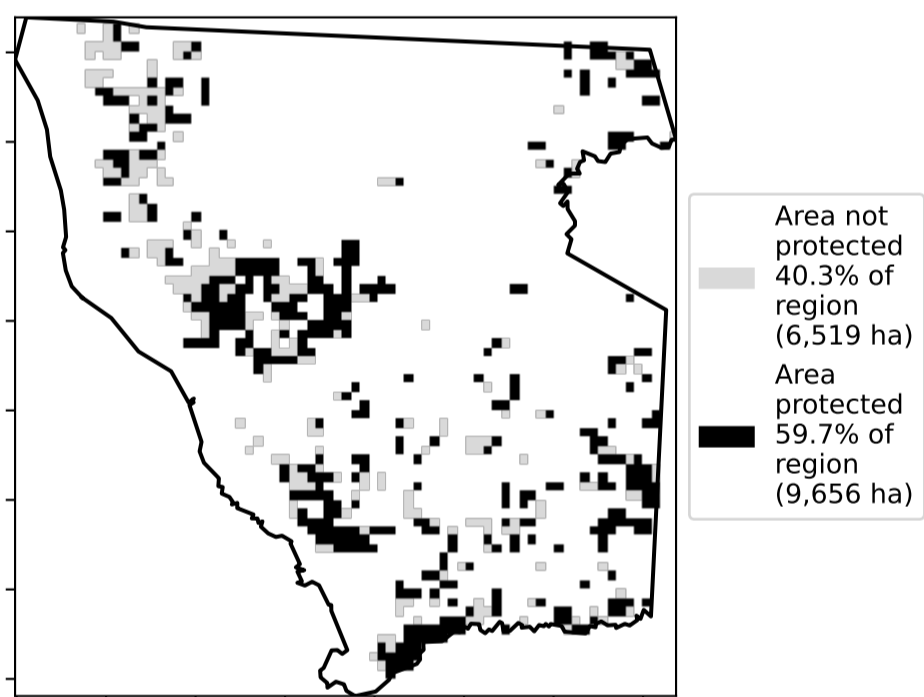 Area not
protected
40.3% of
region
(6,519 ha)
Area
protected
59.7% of
region
(9,656 ha)